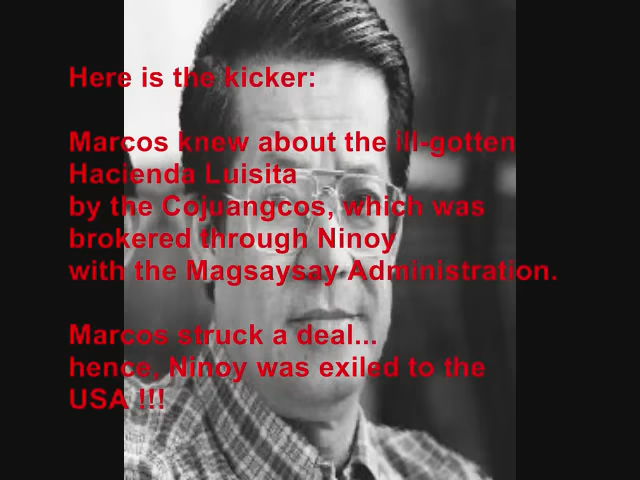 Here is the kicker:
Marcos knew about the ill-gotten
Hacienda Luisita
by the Cojuangcos, which was
brokered through Ninoy
with the Magsaysay Administration.
Marcos struck a deal...
hence, Ninoy was exiled to the
USA !!!